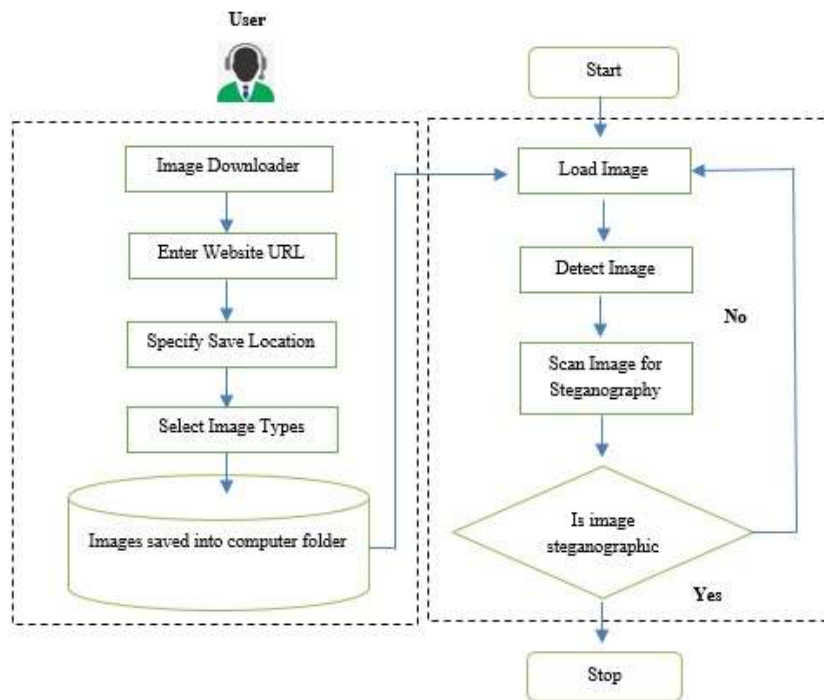 User
Image Downloader
Enter Website URL
Specify Save Location
Select Image Types
Images saved into computer folder
Start
Load Image
Detect Image
No
Scan Image for
Steganography
Is image
steganographic
Yes
Stop